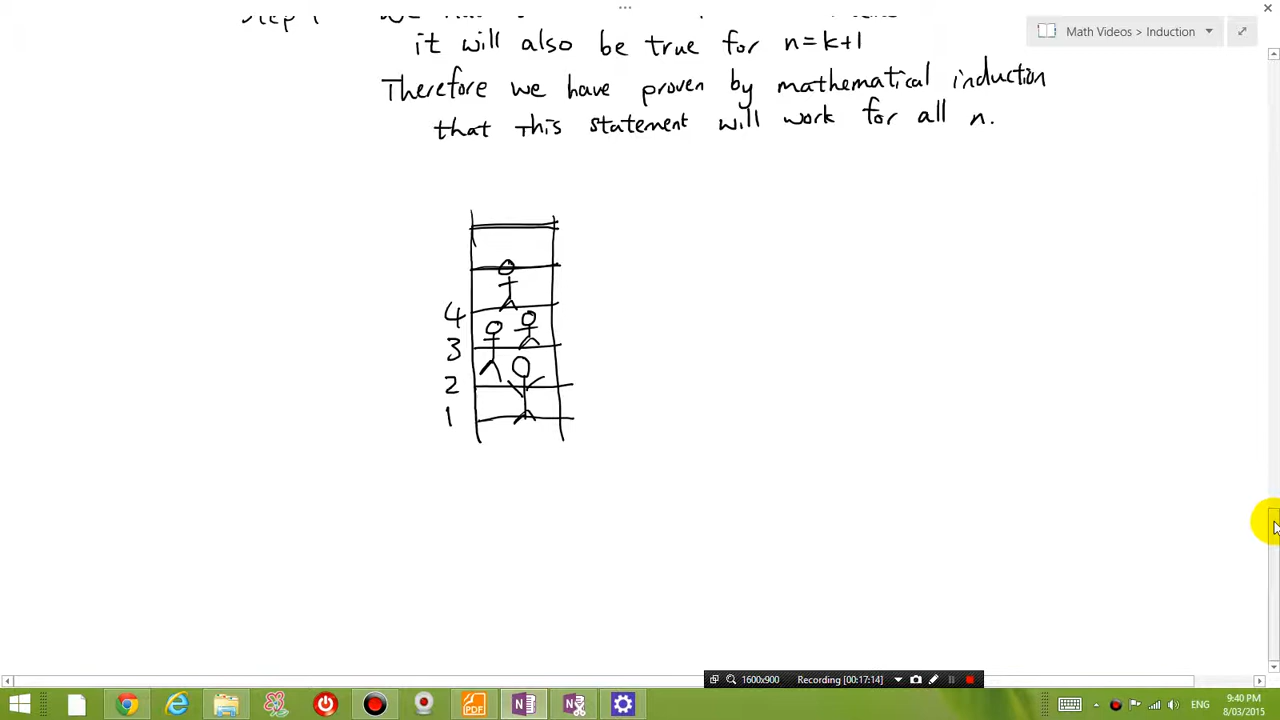 Step
it will also be true for n=k+1
Therefore we have proven by mathematical induction
that this statement will work for all n.
Math Videos > Induction
4
3
2
1
1600x900 Recording [00:17:14]
PDF
ENG
9:40 PM
8/03/2015